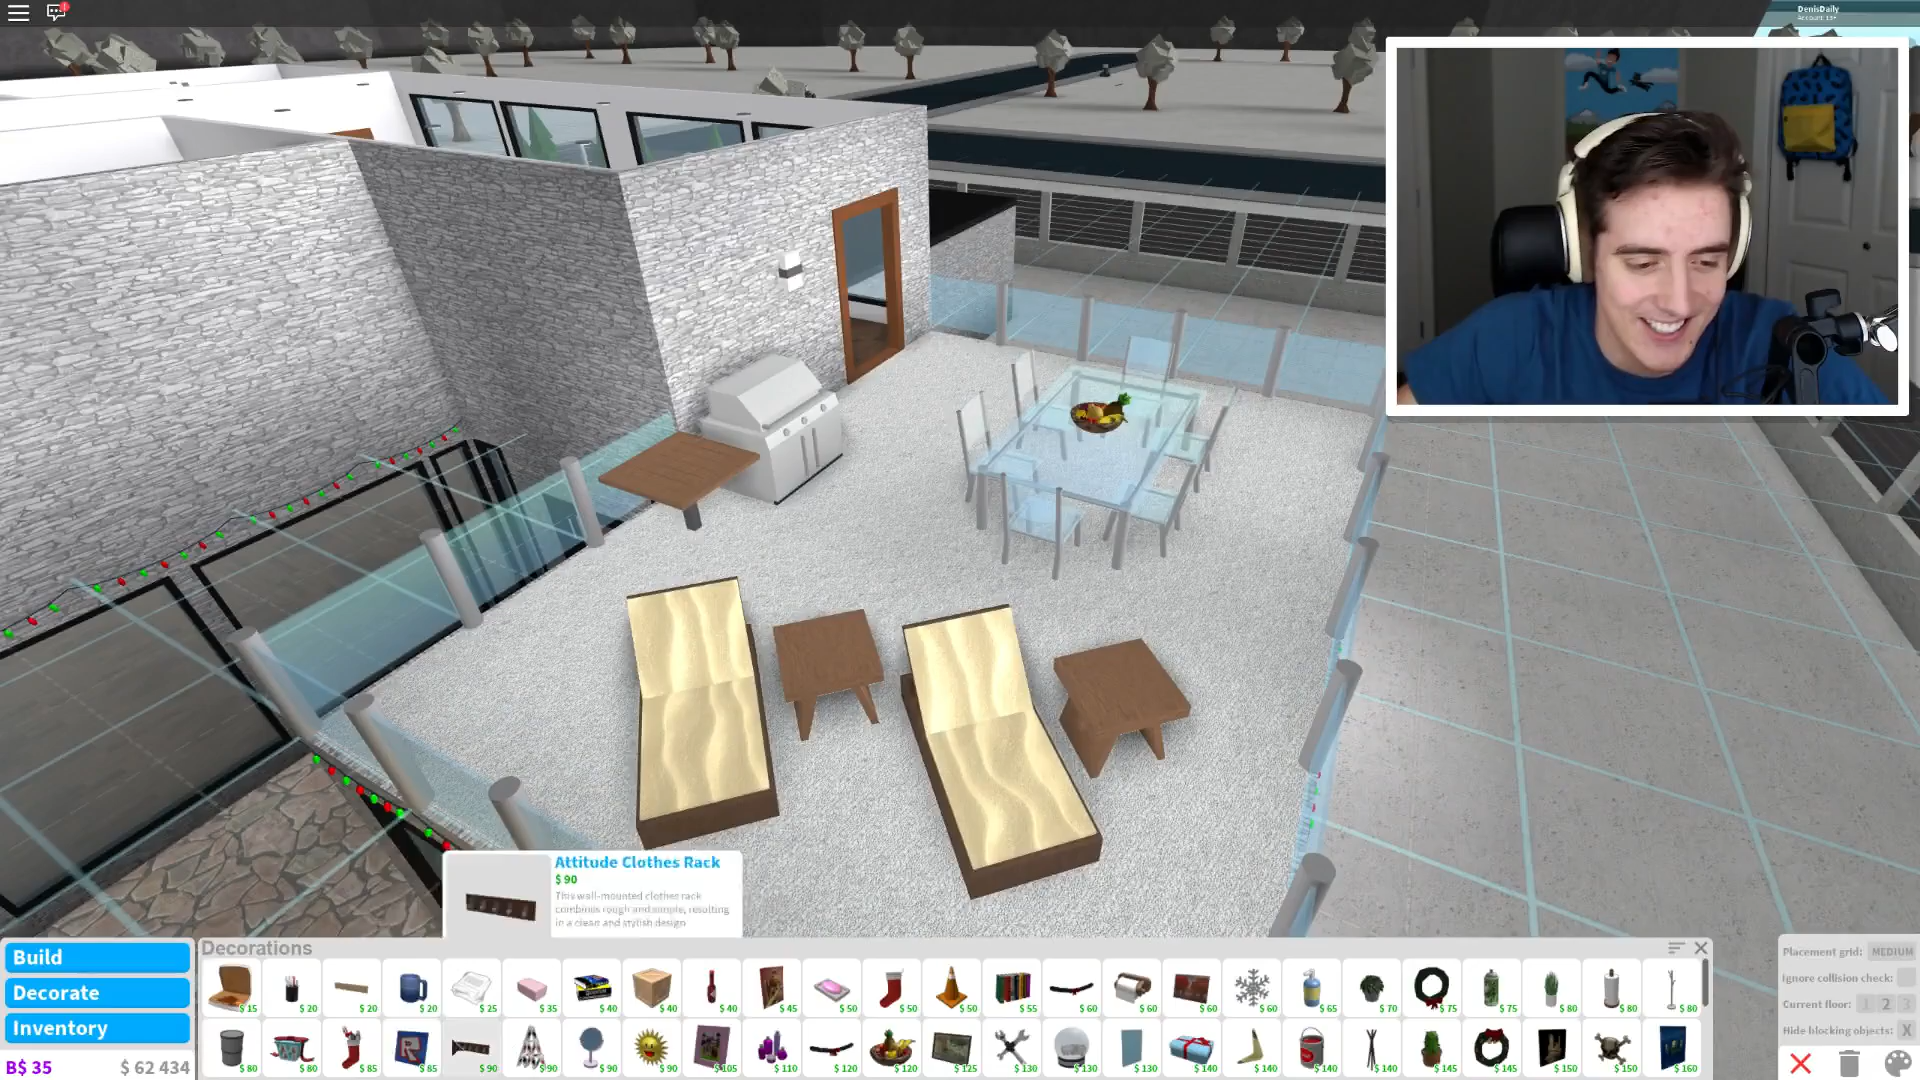 DenisDaily
Account: 13+
Attitude Clothes Rack
$ 90
This wall-mounted clothes rack
combines rough and simple, resulting
in a clean and stylish design
Build
Decorate
Inventory
B$ 35
$ 62 434
Decorations
$ 15 $ 20 $ 20 $ 20 $ 25 $ 35 $ 40 $ 40 $ 40 $ 45 $ 50 $ 50 $ 50 $ 55 $ 60 $ 60 $ 60 $ 60 $ 65 $ 70 $ 75 $ 75 $ 80 $ 80 $ 80
$ 80 $ 80 $ 85 $ 85 $ 90 $ 90 $ 90 $ 90 $ 105 $ 110 $ 120 $ 120 $ 125 $ 130 $ 130 $ 130 $ 140 $ 140 $ 140 $ 140 $ 145 $ 145 $ 150 $ 150 $ 160
Placement grid: MEDIUM
Ignore collision check:
Current floor: 1 2 3
Hide blocking objects: X